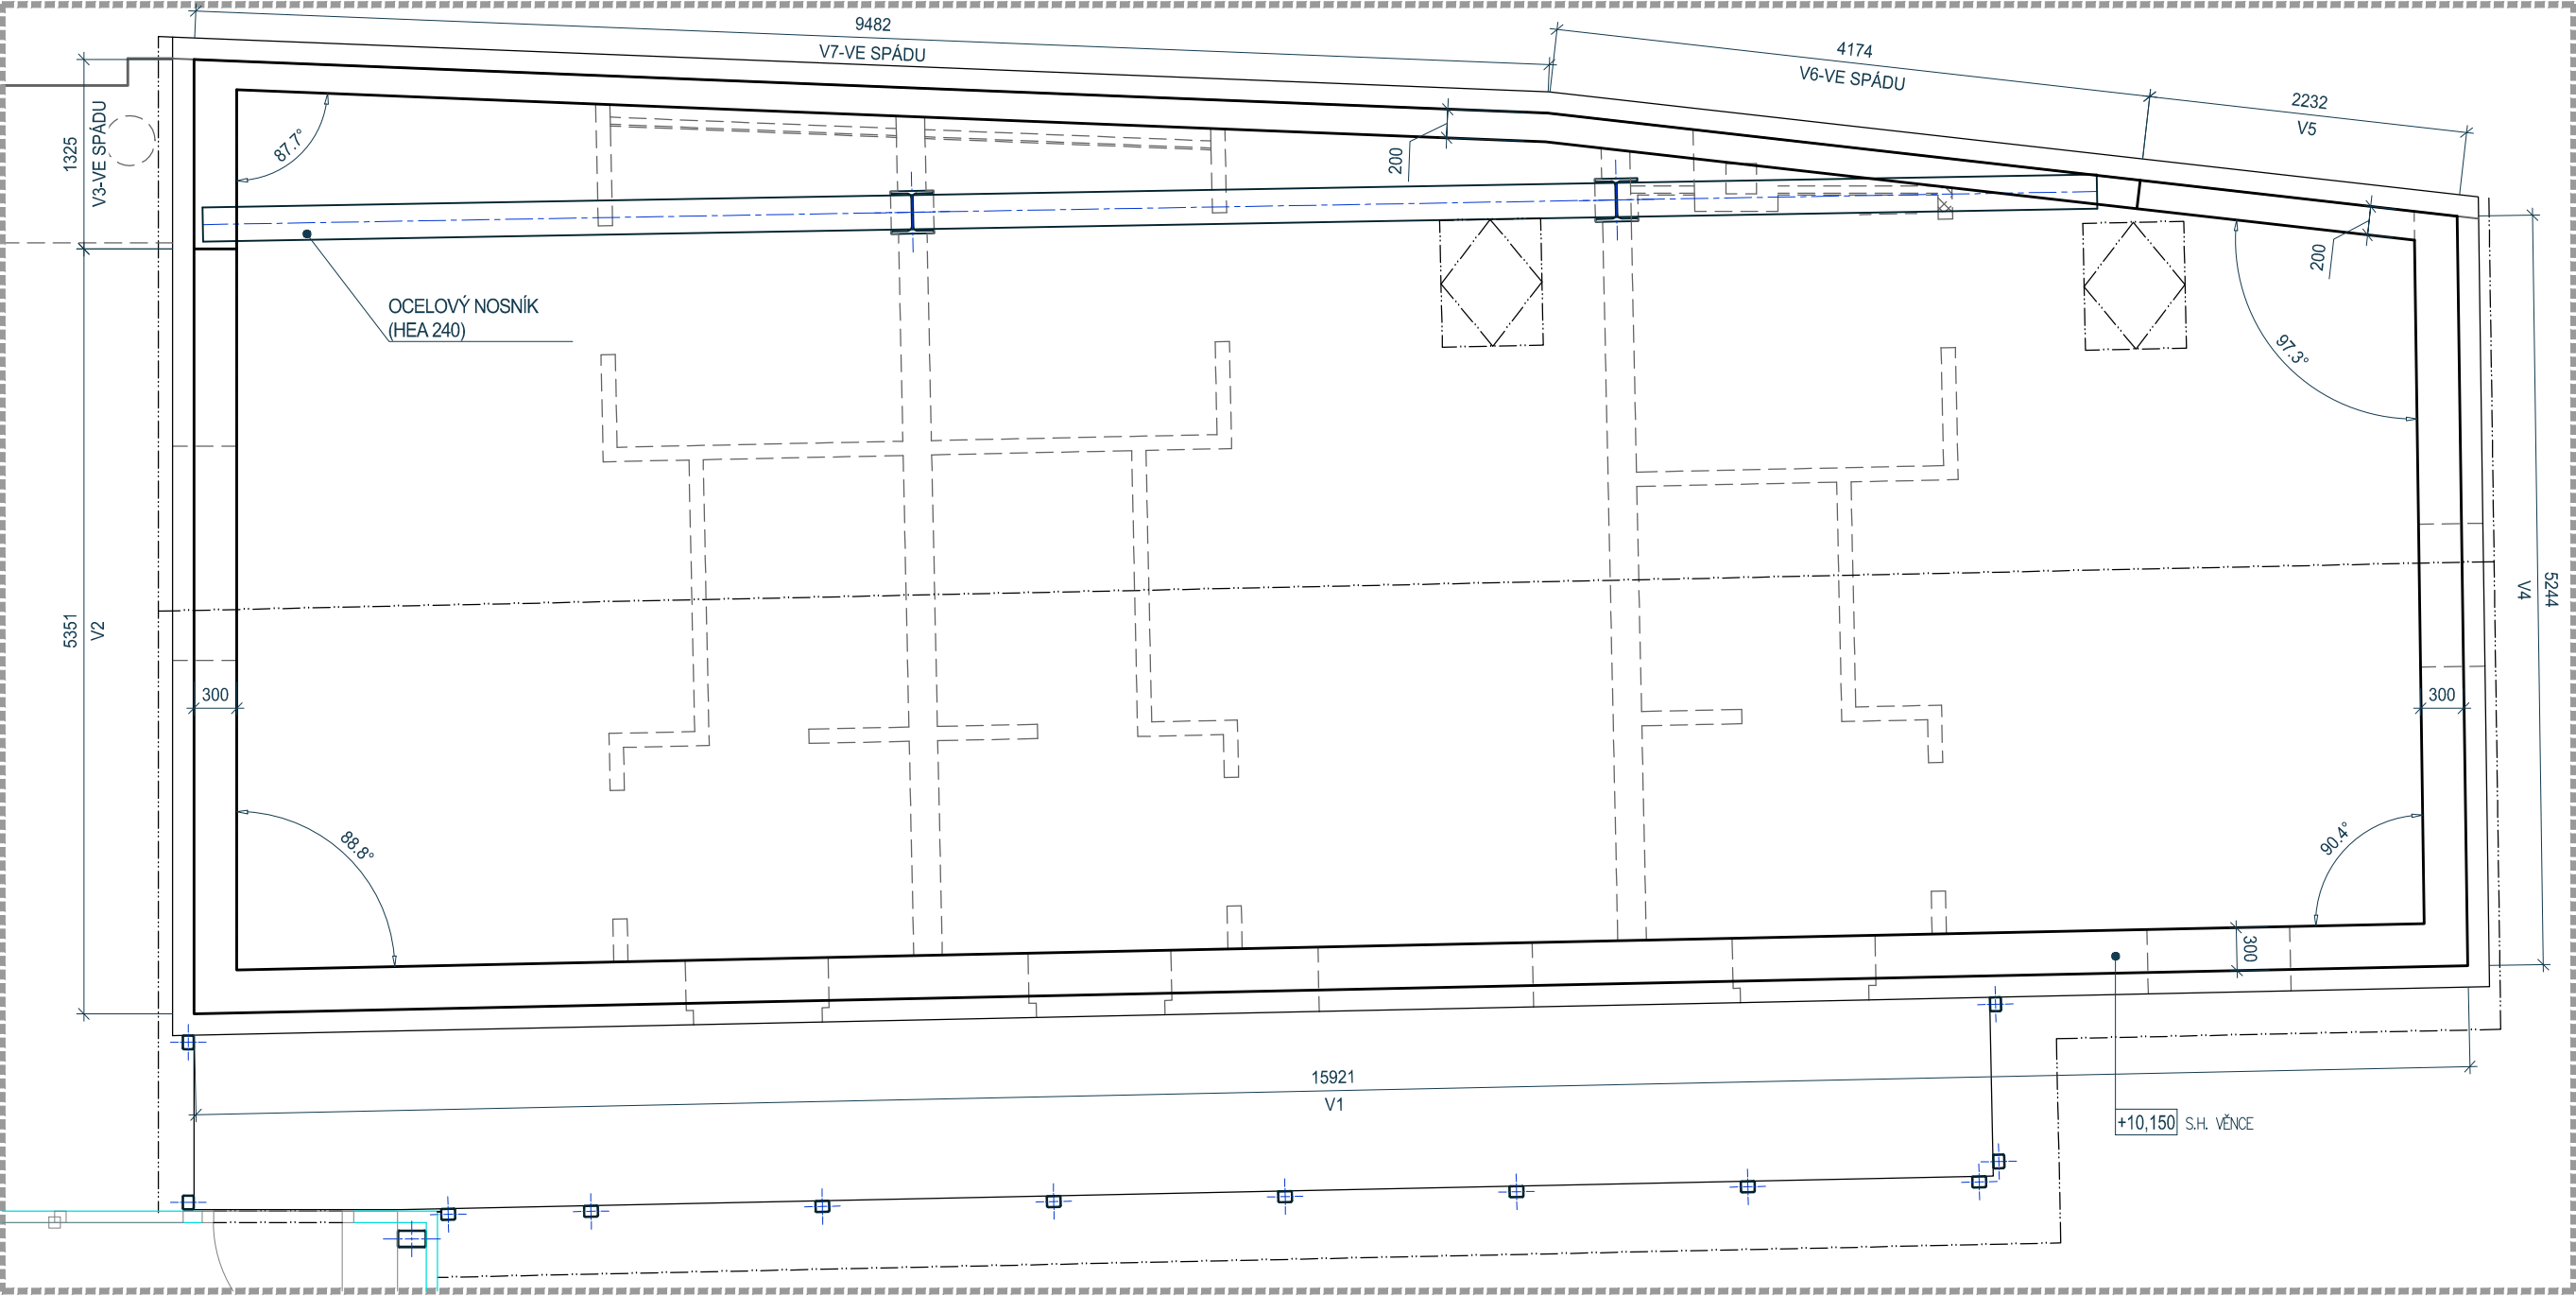 9482
V7-VE SPÁDU
4174
V6-VE SPÁDU
2232
V5
1325
V3-VE SPÁDU
87.7°
200
200
OCELOVÝ NOSNÍK
(HEA 240)
97.3°
5351
V2
5244
V4
300
300
88.8°
90.4°
300
15921
V1
+10,150 S.H. VĚNCE